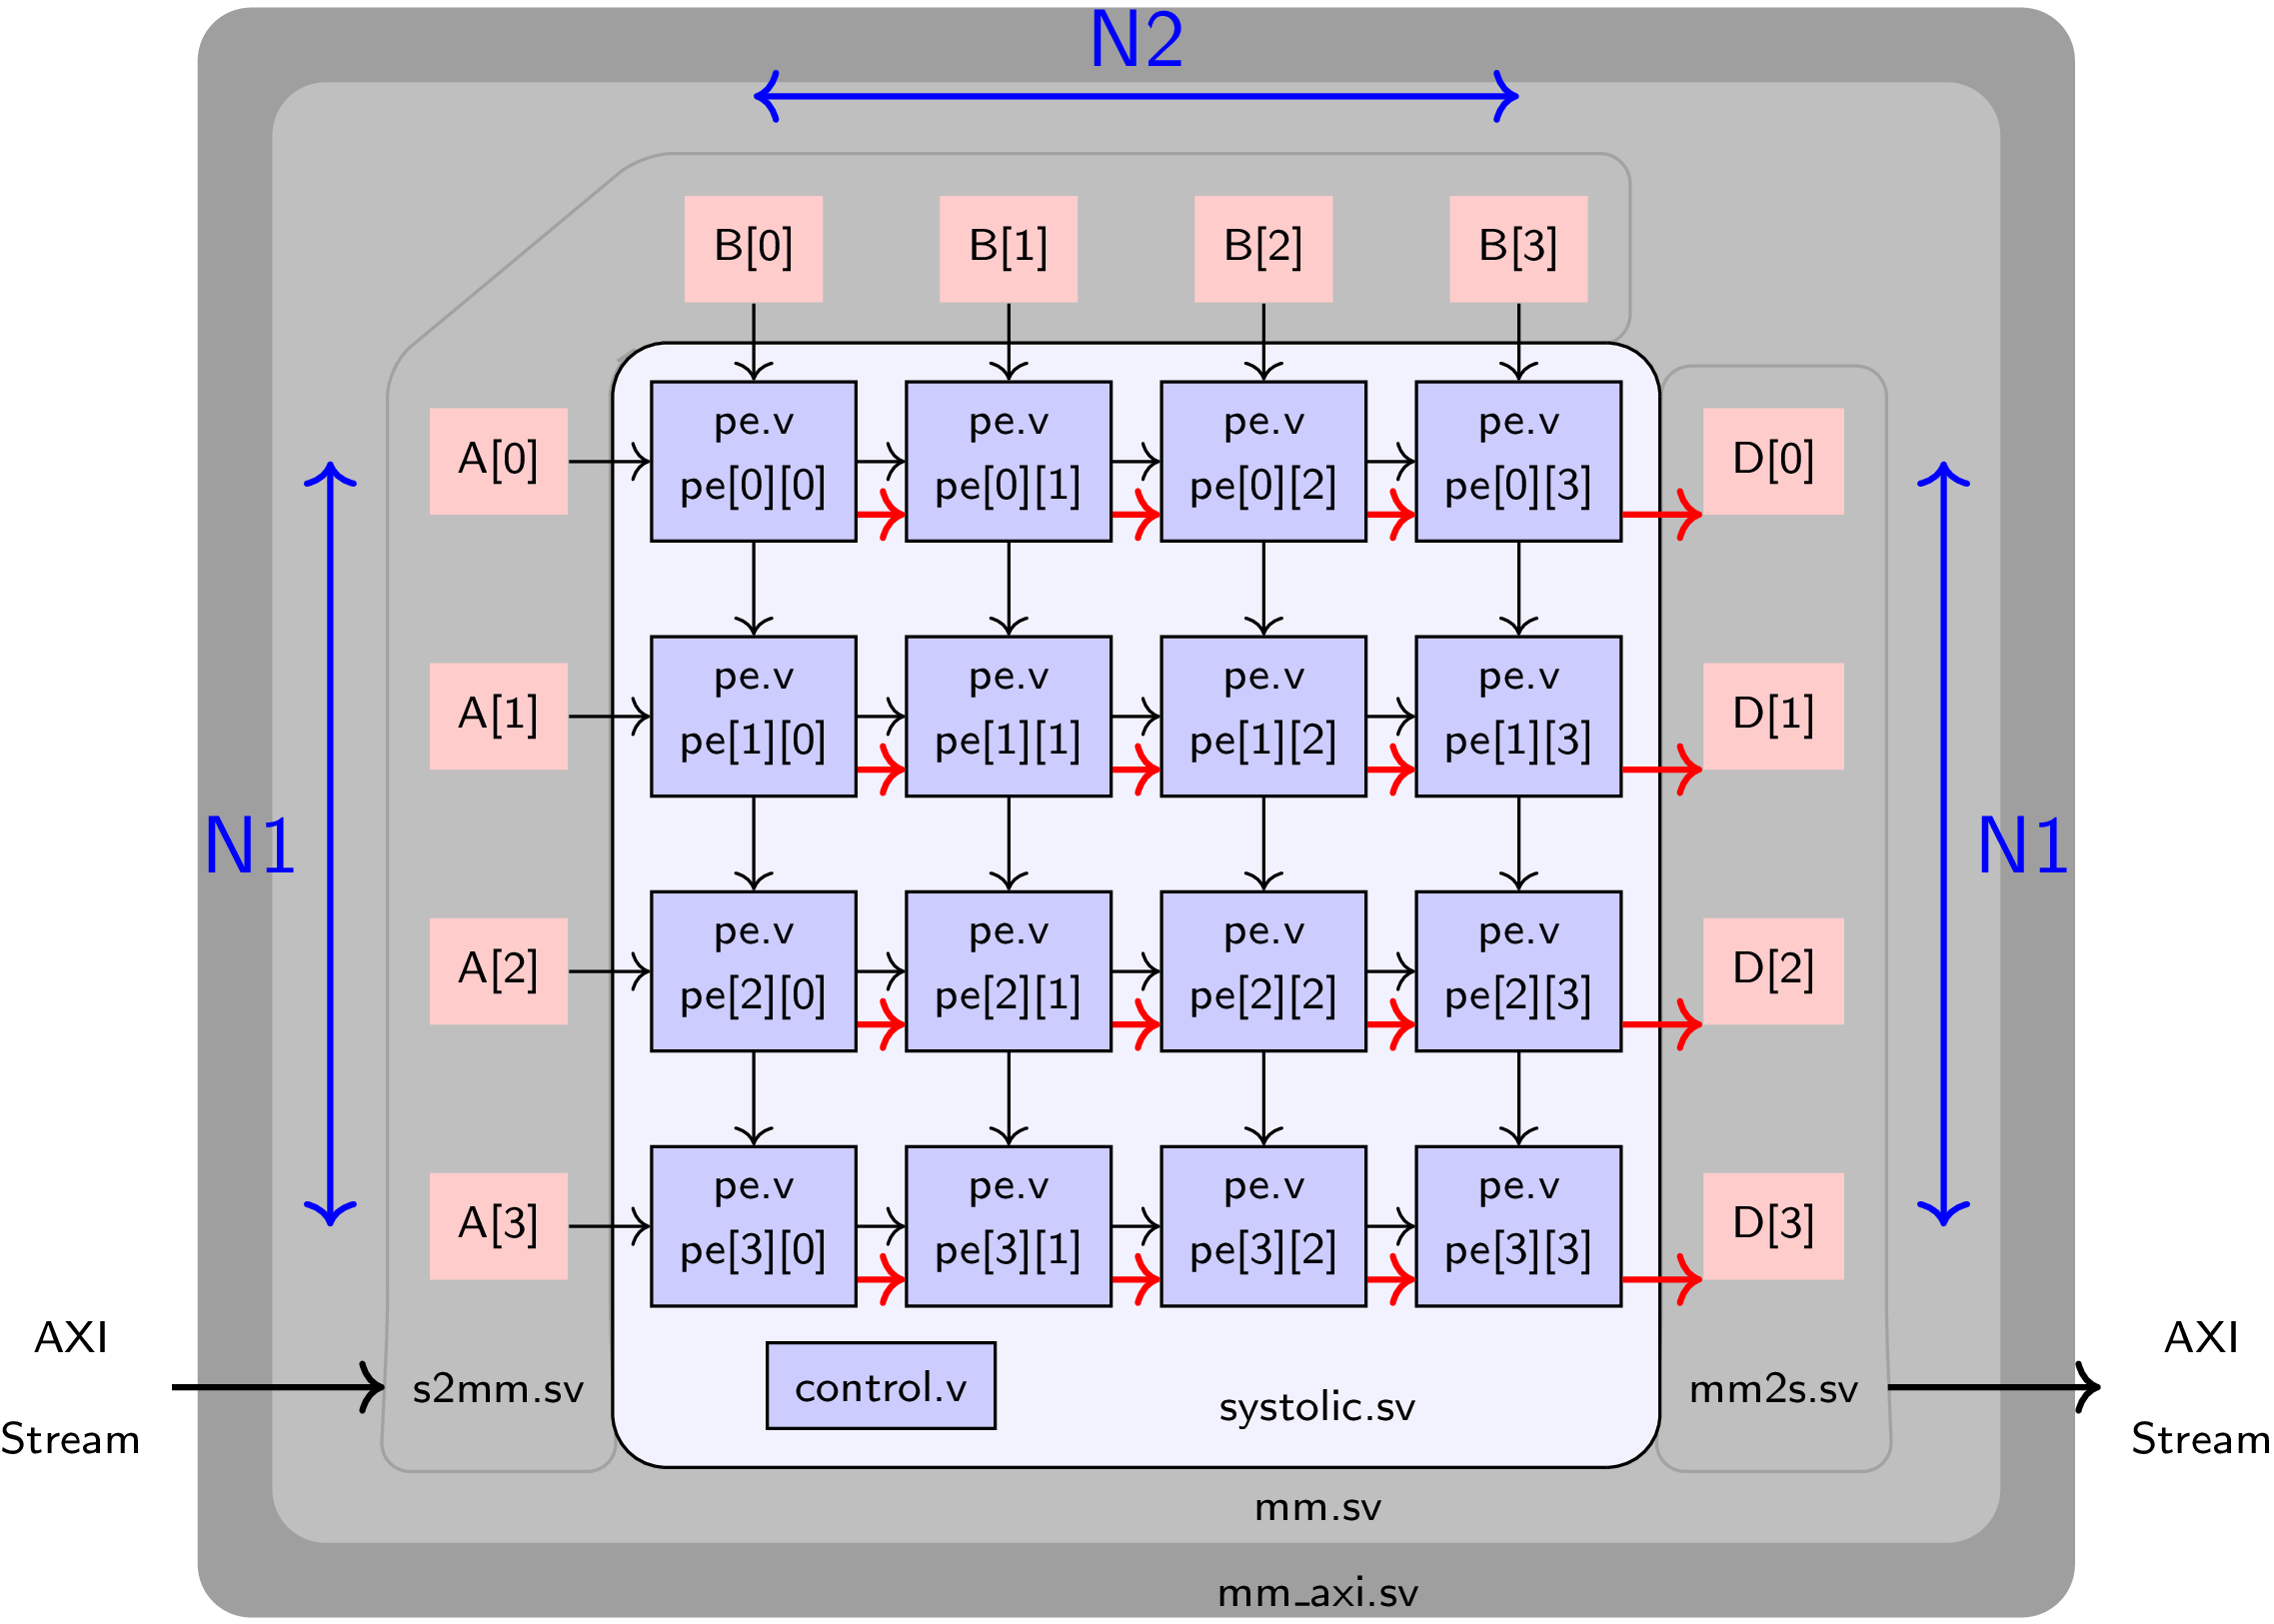 N2
B[0] B[1] B[2] B[3]
A[0] pe.v pe.v pe.v pe.v D[0]
pe[0][0] pe[0][1] pe[0][2] pe[0][3]
A[1] pe.v pe.v pe.v pe.v D[1]
pe[1][0] pe[1][1] pe[1][2] pe[1][3]
N1 N1
A[2] pe.v pe.v pe.v pe.v D[2]
pe[2][0] pe[2][1] pe[2][2] pe[2][3]
A[3] pe.v pe.v pe.v pe.v D[3]
pe[3][0] pe[3][1] pe[3][2] pe[3][3]
AXI AXI
s2mm.sv control.v systolic.sv mm2s.sv
Stream Stream
mm.sv
mm_axi.sv